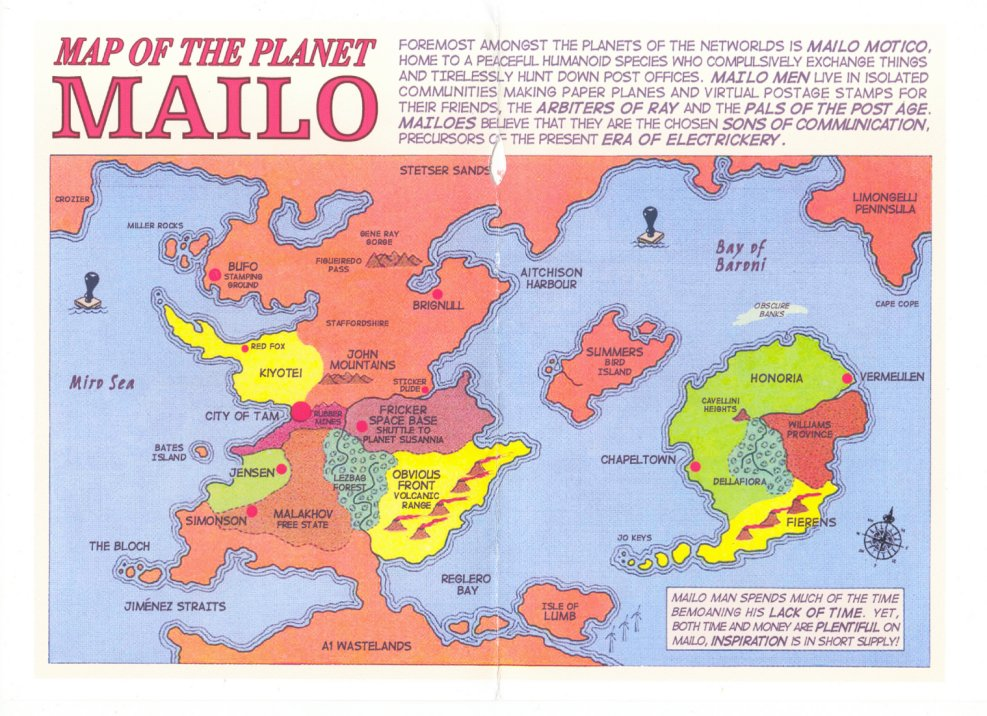 MAP OF THE PLANET
MAILO
FOREMOST AMONGST THE PLANETS OF THE NETWORLDS IS MAILO MOTICO,
HOME TO A PEACEFUL HUMANOID SPECIES WHO COMPULSIVELY EXCHANGE THINGS
AND TIRELESSLY HUNT DOWN POST OFFICES. MAILO MEN LIVE IN ISOLATED
COMMUNITIES MAKING PAPER PLANES AND VIRTUAL POSTAGE STAMPS FOR
THEIR FRIENDS, THE ARBITERS OF RAY AND THE PALS OF THE POST AGE.
MAILOES BELIEVE THAT THEY ARE THE CHOSEN SONS OF COMMUNICATION,
PRECURSORS OF THE PRESENT ERA OF ELECTRICKERY.
STETSER SANDS
CROZIER
LIMONGELLI
PENINSULA
MILLER ROCKS
GENE RAY
GORGE
FIGUEIREDO
PASS
Bay of
Baroni
BUFO
STAMPING
GROUND
AITCHISON
HARBOUR
BRIGNULL
CAPE COPE
OBSCURE
BANKS
STAFFORDSHIRE
RED FOX
KIYOTEI
JOHN
MOUNTAINS
SUMMERS
BIRD
ISLAND
Miro Sea
STICKER
DUDE
HONORIA
VERMEULEN
CITY OF TAM
RUBBER
MINES
FRICKER
SPACE BASE
SHUTTLE TO
PLANET SUSANNIA
CAVELLINI
HEIGHTS
WILLIAMS
PROVINCE
BATES
ISLAND
JENSEN
LEZBAG
FOREST
OBVIOUS
FRONT
VOLCANIC
RANGE
CHAPELTOWN
DELLAFIORA
SIMONSON
MALAKHOV
FREE STATE
FIERENS
THE BLOCH
JO KEYS
REGLERO
BAY
JIMÉNEZ STRAITS
ISLE OF
LUMB
A1 WASTELANDS
MAILO MAN SPENDS MUCH OF THE TIME
BEMOANING HIS LACK OF TIME. YET,
BOTH TIME AND MONEY ARE PLENTIFUL ON
MAILO, INSPIRATION IS IN SHORT SUPPLY!